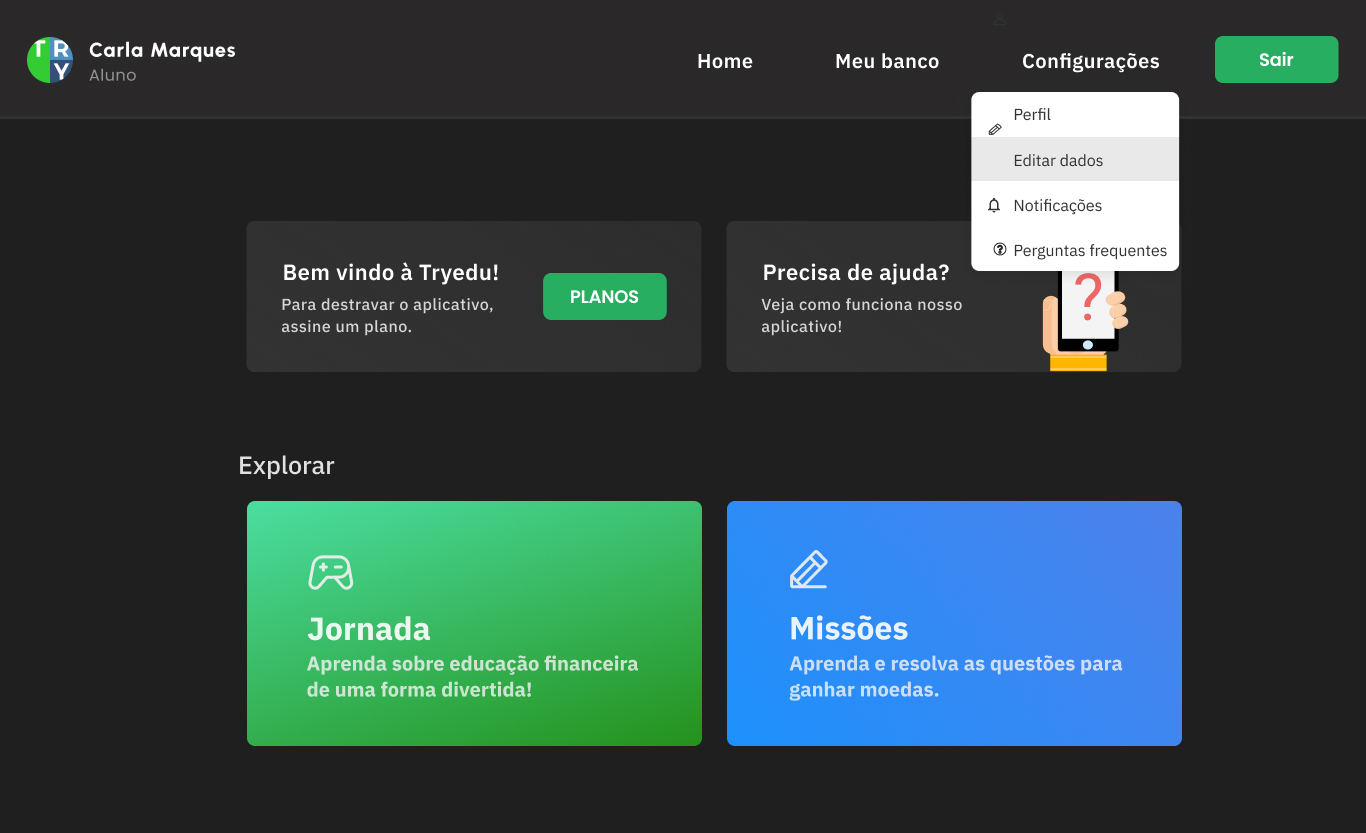 TRY
Carla Marques
Aluno
Home
Meu banco
Configurações
Sair
Perfil
Editar dados
Notificações
Perguntas frequentes
Bem vindo à Tryedu!
Para destravar o aplicativo,
assine um plano.
PLANOS
Precisa de ajuda?
Veja como funciona nosso
aplicativo!
?
Explorar
Jornada
Aprenda sobre educação financeira
de uma forma divertida!
Missões
Aprenda e resolva as questões para
ganhar moedas.